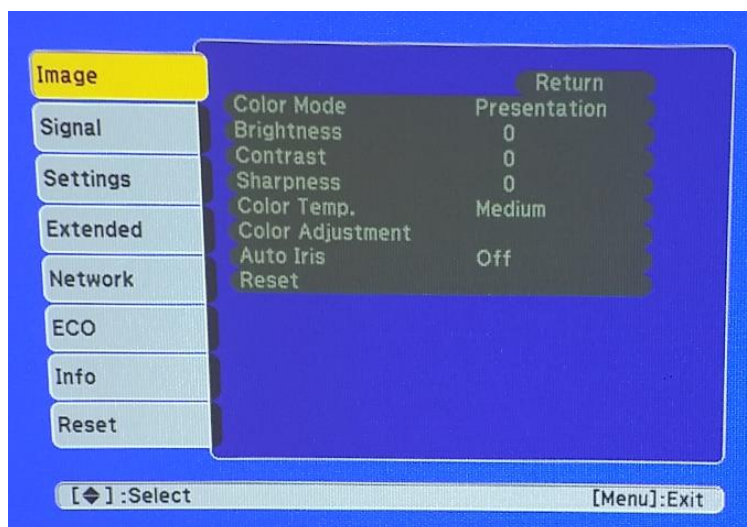 Image
Signal
Settings
Extended
Network
ECO
Info
Reset
Return
Color Mode Presentation
Brightness 0
Contrast 0
Sharpness 0
Color Temp. Medium
Color Adjustment
Auto Iris Off
Reset
[◆] :Select [Menu]:Exit